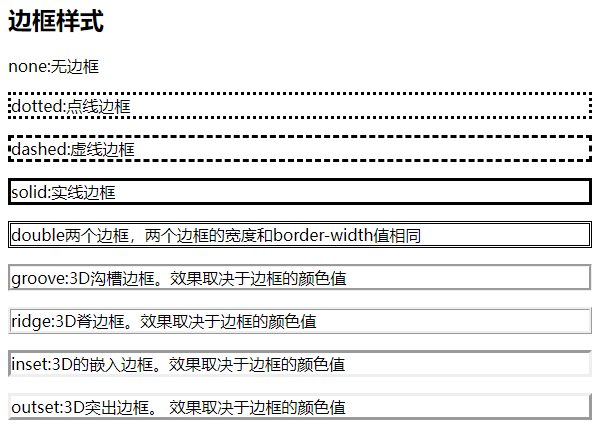 边框样式
none:无边框
dotted:点线边框
dashed:虚线边框
solid:实线边框
double两个边框，两个边框的宽度和border-width值相同
groove:3D沟槽边框。效果取决于边框的颜色值
ridge:3D脊边框。效果取决于边框的颜色值
inset:3D的嵌入边框。效果取决于边框的颜色值
outset:3D突出边框。 效果取决于边框的颜色值